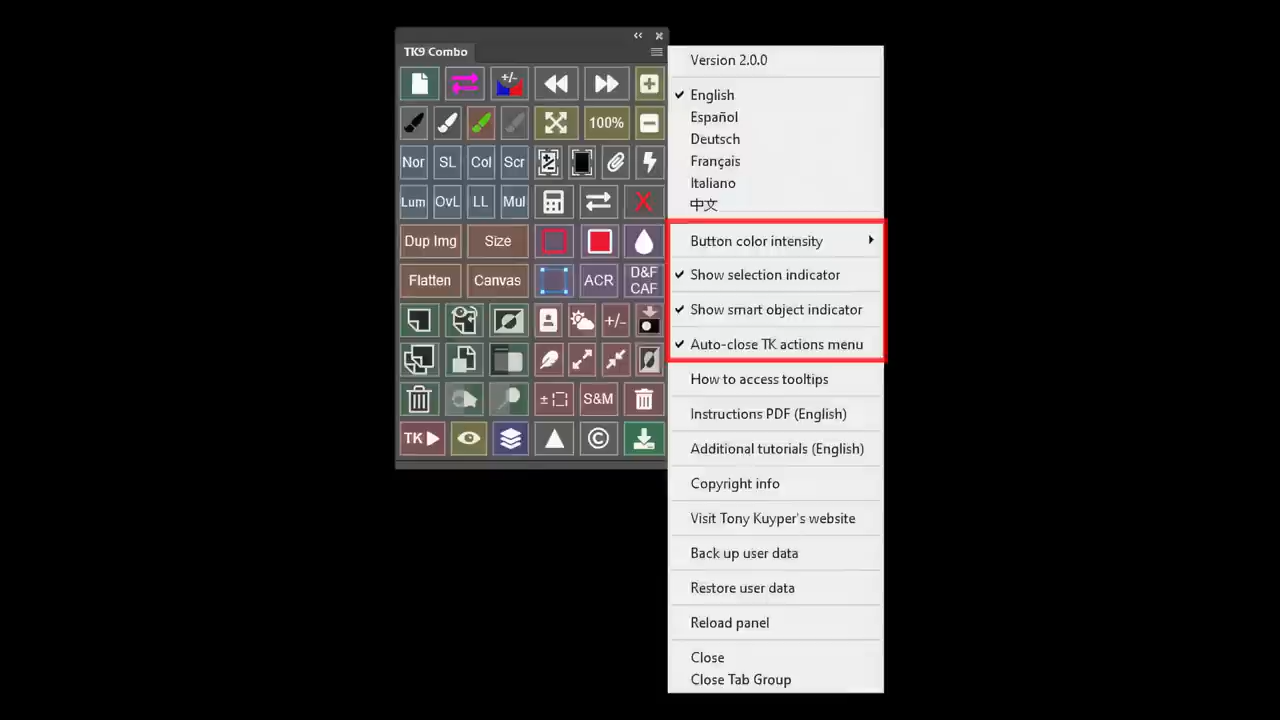 TK9 Combo
+/-
100%
Nor SL Col Scr
Lum OvL LL Mul
X
Dup Img Size
Flatten Canvas ACR D&F
CAF
+/-
± S&M
TK
©
Version 2.0.0
English
Español
Deutsch
Français
Italiano
中文
Button color intensity
Show selection indicator
Show smart object indicator
Auto-close TK actions menu
How to access tooltips
Instructions PDF (English)
Additional tutorials (English)
Copyright info
Visit Tony Kuyper's website
Back up user data
Restore user data
Reload panel
Close
Close Tab Group